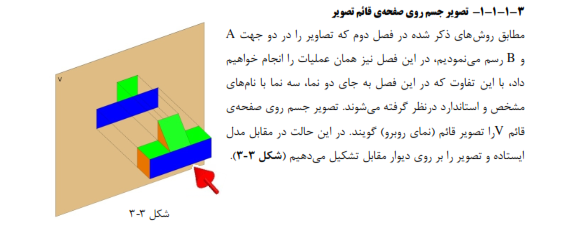 ۳-۱-۱-۱- تصویر جسم روی صفحه‌ی قائم تصویر
مطابق روش‌های ذکر شده در فصل دوم که تصاویر را در دو جهت A
و B رسم می‌نمودیم، در این فصل نیز همان عملیات را انجام خواهیم
داد، با این تفاوت که در این فصل به جای دو نما، سه نما با نام‌های
مشخص و استاندارد درنظر گرفته می‌شوند. تصویر جسم روی صفحه‌ی
قائم V را تصویر قائم (نمای روبرو) گویند. در این حالت در مقابل مدل
ایستاده و تصویر را بر روی دیوار مقابل تشکیل می‌دهیم (شکل ۳-۳).
V
شکل ۳-۳